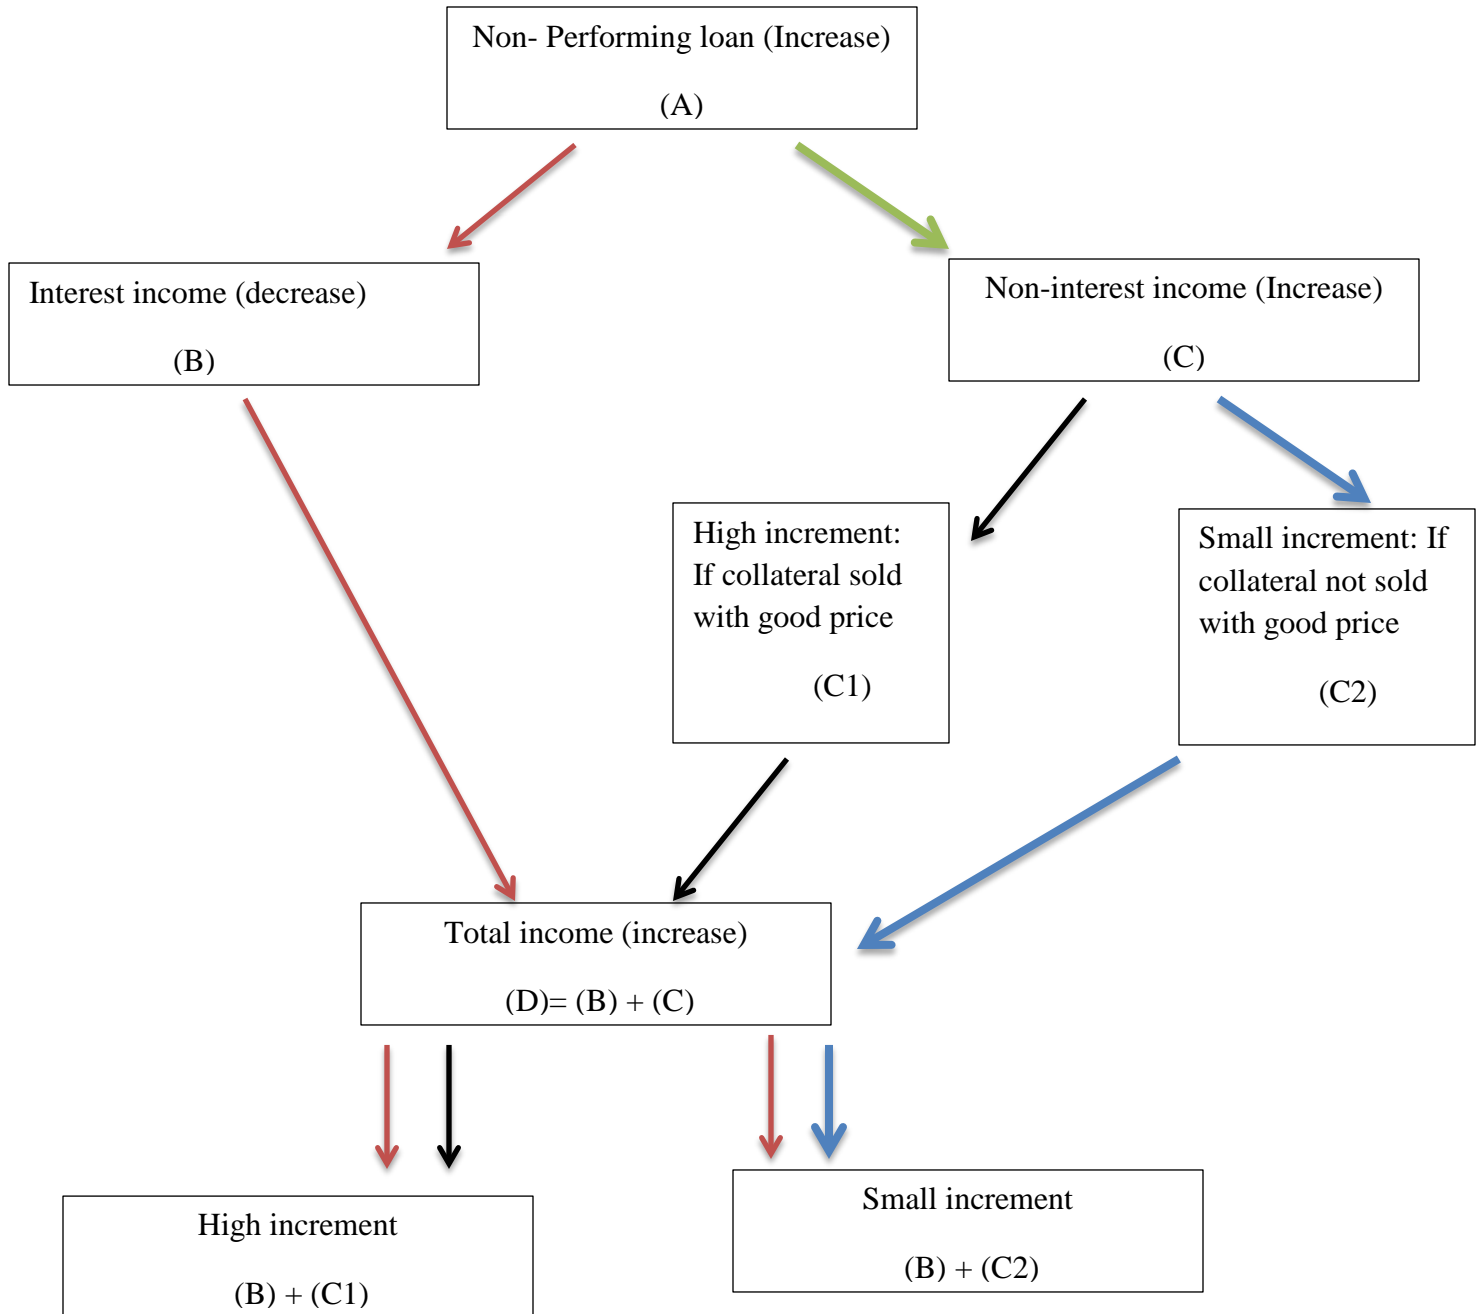 Non- Performing loan (Increase)
(A)
Interest income (decrease)
(B)
Non-interest income (Increase)
(C)
High increment:
If collateral sold
with good price
(C1)
Small increment: If
collateral not sold
with good price
(C2)
Total income (increase)
(D)= (B) + (C)
High increment
(B) + (C1)
Small increment
(B) + (C2)